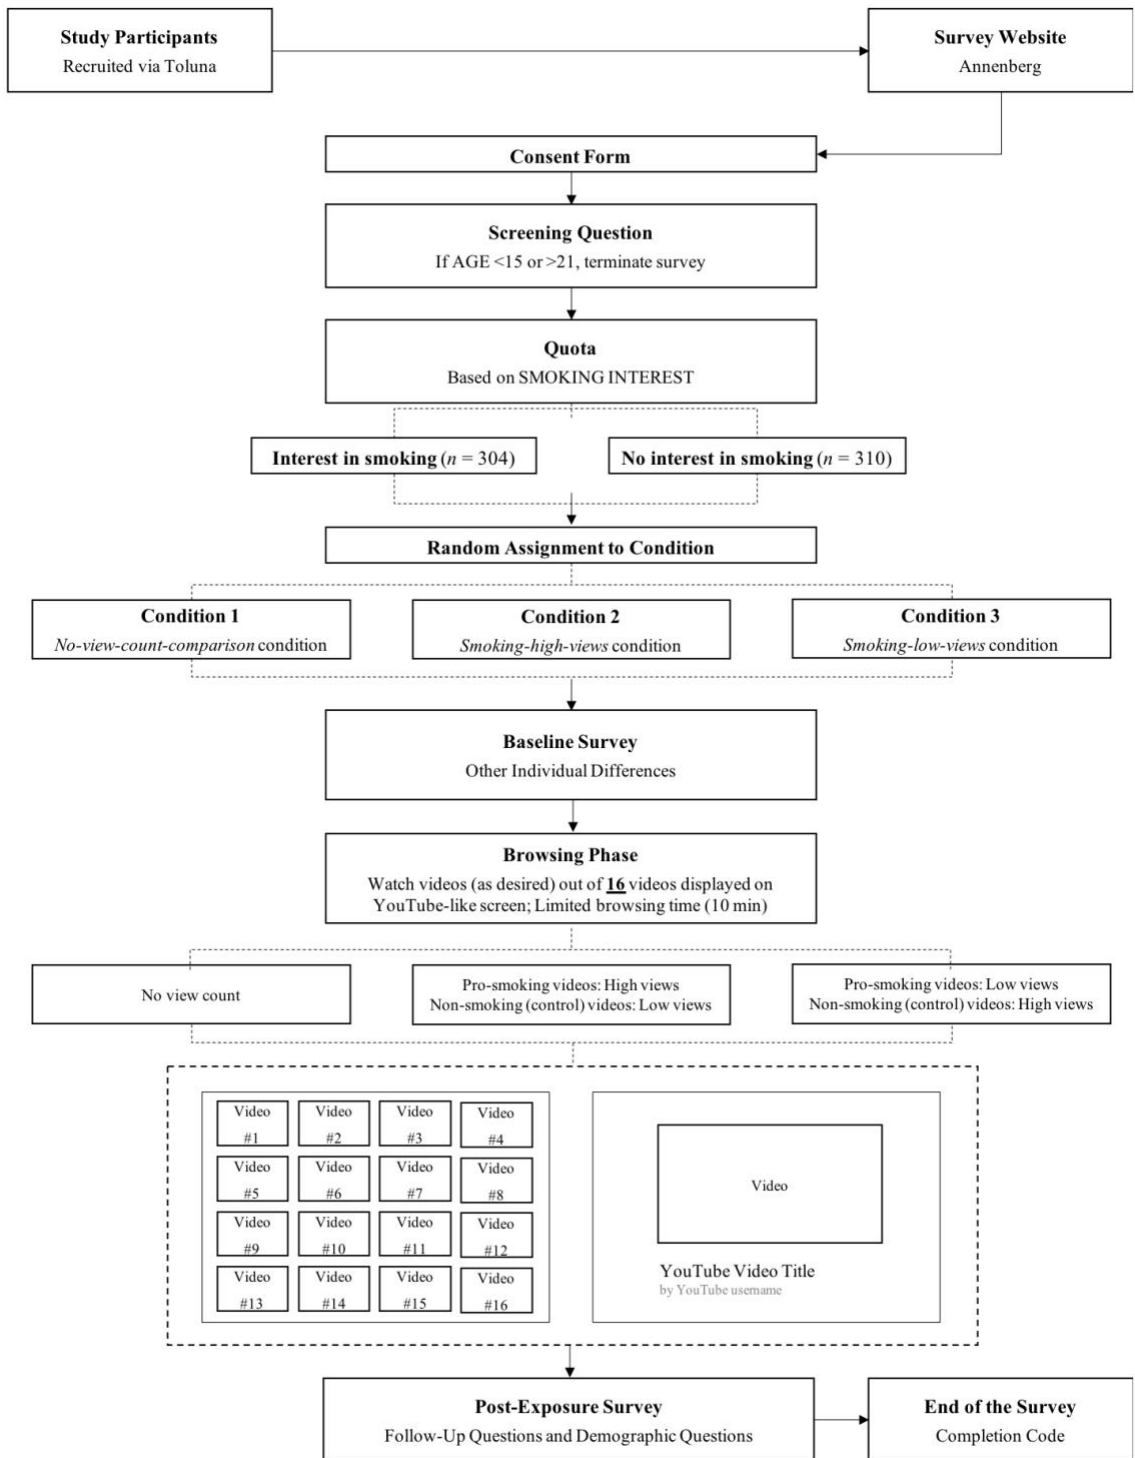 Study Participants
Recruited via Toluna
Survey Website
Annenberg
Consent Form
Screening Question
If AGE <15 or >21, terminate survey
Quota
Based on SMOKING INTEREST
Interest in smoking (n = 304)
No interest in smoking (n = 310)
Random Assignment to Condition
Condition 1
No-view-count-comparison condition
Condition 2
Smoking-high-views condition
Condition 3
Smoking-low-views condition
Baseline Survey
Other Individual Differences
Browsing Phase
Watch videos (as desired) out of 16 videos displayed on
YouTube-like screen; Limited browsing time (10 min)
No view count
Pro-smoking videos: High views
Non-smoking (control) videos: Low views
Pro-smoking videos: Low views
Non-smoking (control) videos: High views
Video
#1
Video
#2
Video
#3
Video
#4
Video
#5
Video
#6
Video
#7
Video
#8
Video
#9
Video
#10
Video
#11
Video
#12
Video
#13
Video
#14
Video
#15
Video
#16
Video
YouTube Video Title
by YouTube username
Post-Exposure Survey
Follow-Up Questions and Demographic Questions
End of the Survey
Completion Code